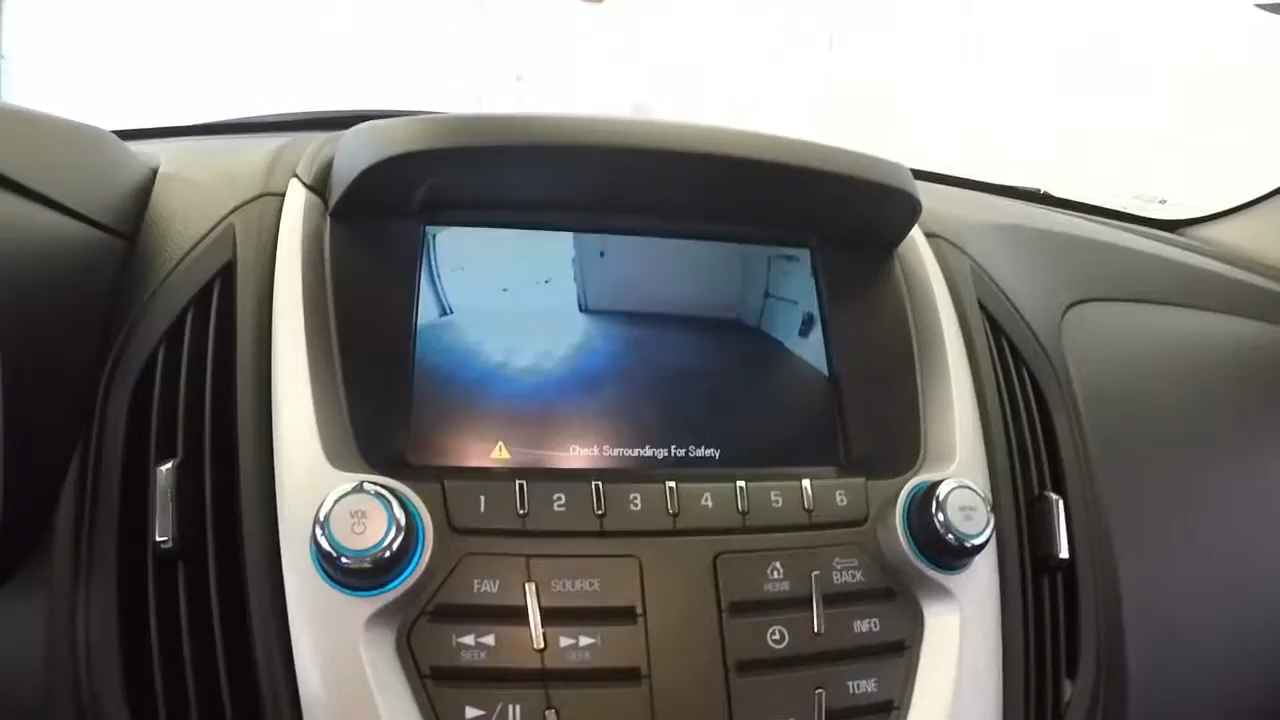 Check Surroundings For Safety
1 2 3 4 5 6
VOL
FAV SOURCE
HOME BACK
SEEK SEEK
INFO
TONE